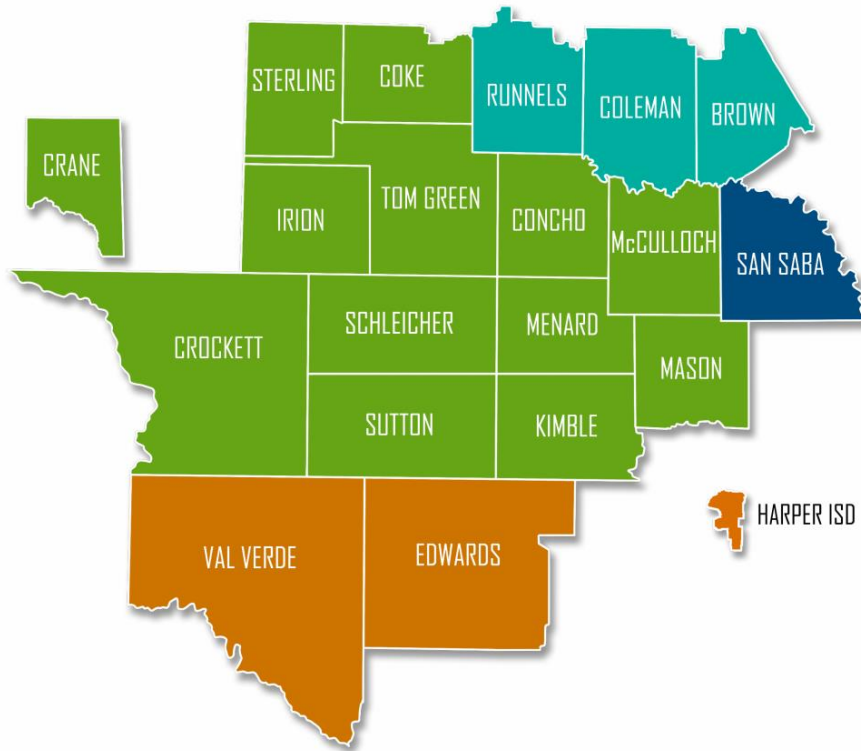 STERLING
COKE
RUNNELS
COLEMAN
BROWN
CRANE
IRION
TOM GREEN
CONCHO
McCULLOCH
SAN SABA
CROCKETT
SCHLEICHER
MENARD
MASON
SUTTON
KIMBLE
HARPER ISD
VAL VERDE
EDWARDS